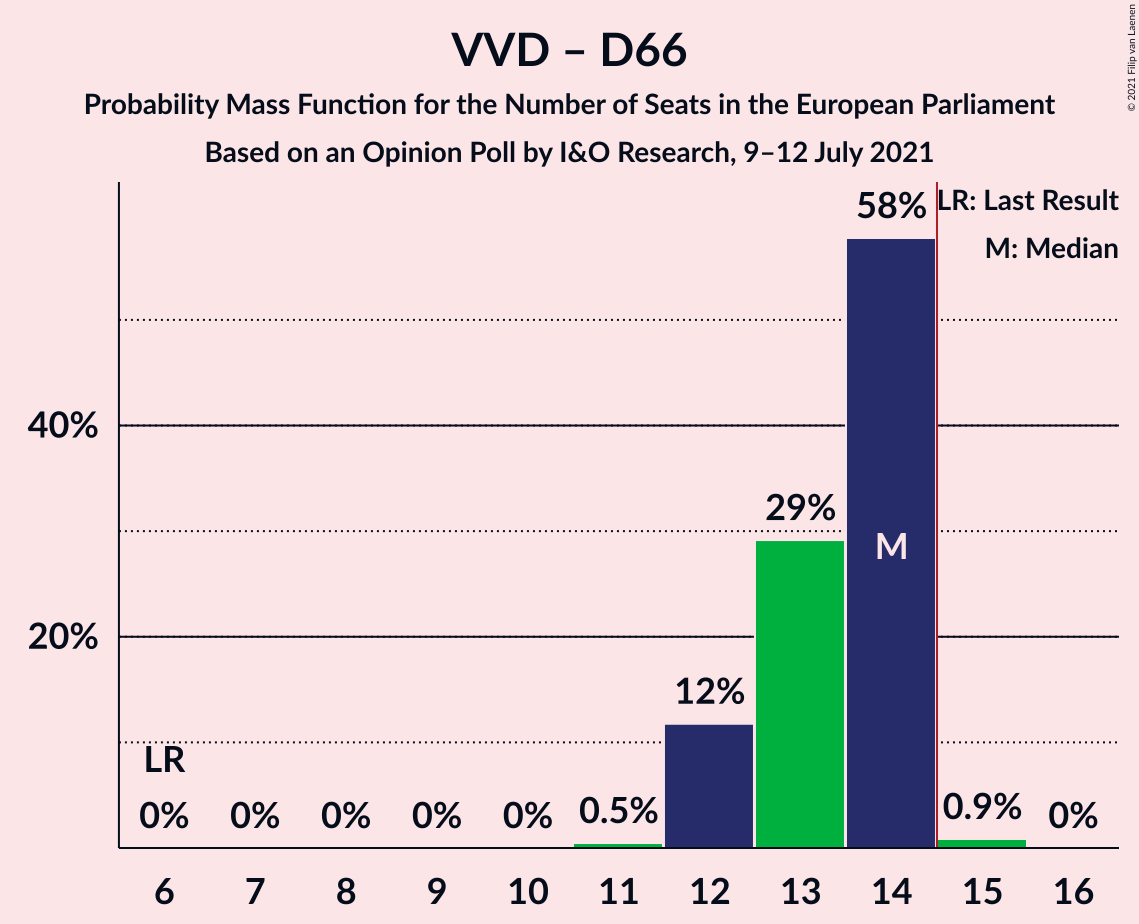 VVD – D66
Probability Mass Function for the Number of Seats in the European Parliament
Based on an Opinion Poll by I&O Research, 9–12 July 2021
© 2021 Filip van Laenen
LR: Last Result
M: Median
58%
40%
29%
M
20%
12%
LR
0% 0% 0% 0% 0% 0.5% 0.9% 0%
6 7 8 9 10 11 12 13 14 15 16